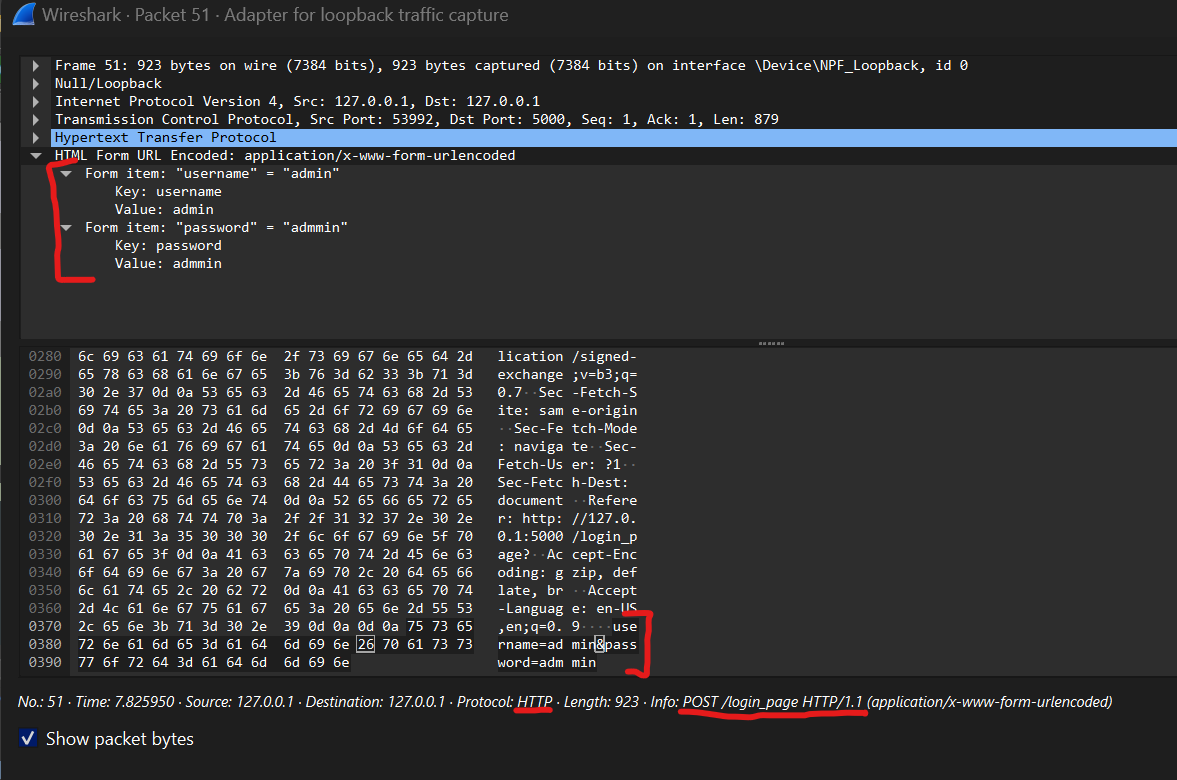 Wireshark · Packet 51 · Adapter for loopback traffic capture
Frame 51: 923 bytes on wire (7384 bits), 923 bytes captured (7384 bits) on interface \Device\NPF_Loopback, id 0
Null/Loopback
Internet Protocol Version 4, Src: 127.0.0.1, Dst: 127.0.0.1
Transmission Control Protocol, Src Port: 53992, Dst Port: 5000, Seq: 1, Ack: 1, Len: 879
Hypertext Transfer Protocol
HTML Form URL Encoded: application/x-www-form-urlencoded
Form item: "username" = "admin"
Key: username
Value: admin
Form item: "password" = "admmin"
Key: password
Value: admmin
0280 6c 69 63 61 74 69 6f 6e 2f 73 69 67 6e 65 64 2d lication /signed-
0290 65 78 63 68 61 6e 67 65 3b 76 3d 62 33 3b 71 3d exchange ;v=b3;q=
02a0 30 2e 37 0d 0a 53 65 63 2d 46 65 74 63 68 2d 53 0.7··Sec -Fetch-S
02b0 69 74 65 3a 20 73 61 6d 65 2d 6f 72 69 67 69 6e ite: sam e-origin
02c0 0d 0a 53 65 63 2d 46 65 74 63 68 2d 4d 6f 64 65 ··Sec-Fe tch-Mode
02d0 3a 20 6e 61 76 69 67 61 74 65 0d 0a 53 65 63 2d : naviga te··Sec-
02e0 46 65 74 63 68 2d 55 73 65 72 3a 20 3f 31 0d 0a Fetch-Us er: ?1··
02f0 53 65 63 2d 46 65 74 63 68 2d 44 65 73 74 3a 20 Sec-Fetc h-Dest:
0300 64 6f 63 75 6d 65 6e 74 0d 0a 52 65 66 65 72 65 document ··Refere
0310 72 3a 20 68 74 74 70 3a 2f 2f 31 32 37 2e 30 2e r: http: //127.0.
0320 30 2e 31 3a 35 30 30 30 2f 6c 6f 67 69 6e 5f 70 0.1:5000 /login_p
0330 61 67 65 3f 0d 0a 41 63 63 65 70 74 2d 45 6e 63 age?··Ac cept-Enc
0340 6f 64 69 6e 67 3a 20 67 7a 69 70 2c 20 64 65 66 oding: g zip, def
0350 6c 61 74 65 2c 20 62 72 0d 0a 41 63 63 65 70 74 late, br ··Accept
0360 2d 4c 61 6e 67 75 61 67 65 3a 20 65 6e 2d 55 53 -Languag e: en-US
0370 2c 65 6e 3b 71 3d 30 2e 39 0d 0a 0d 0a 75 73 65 ,en;q=0. 9····use
0380 72 6e 61 6d 65 3d 61 64 6d 69 6e 26 70 61 73 73 rname=ad min&pass
0390 77 6f 72 64 3d 61 64 6d 6d 69 6e word=adm min
No.: 51 · Time: 7.825950 · Source: 127.0.0.1 · Destination: 127.0.0.1 · Protocol: HTTP · Length: 923 · Info: POST /login_page HTTP/1.1 (application/x-www-form-urlencoded)
Show packet bytes